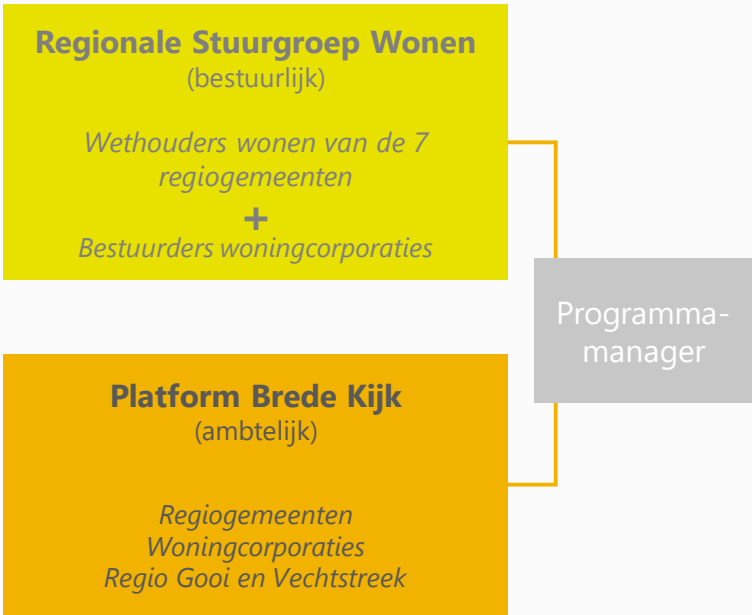 Regionale Stuurgroep Wonen
(bestuurlijk)
Wethouders wonen van de 7
regiogemeenten
+
Bestuurders woningcorporaties
Programma-
manager
Platform Brede Kijk
(ambtelijk)
Regiogemeenten
Woningcorporaties
Regio Gooi en Vechtstreek